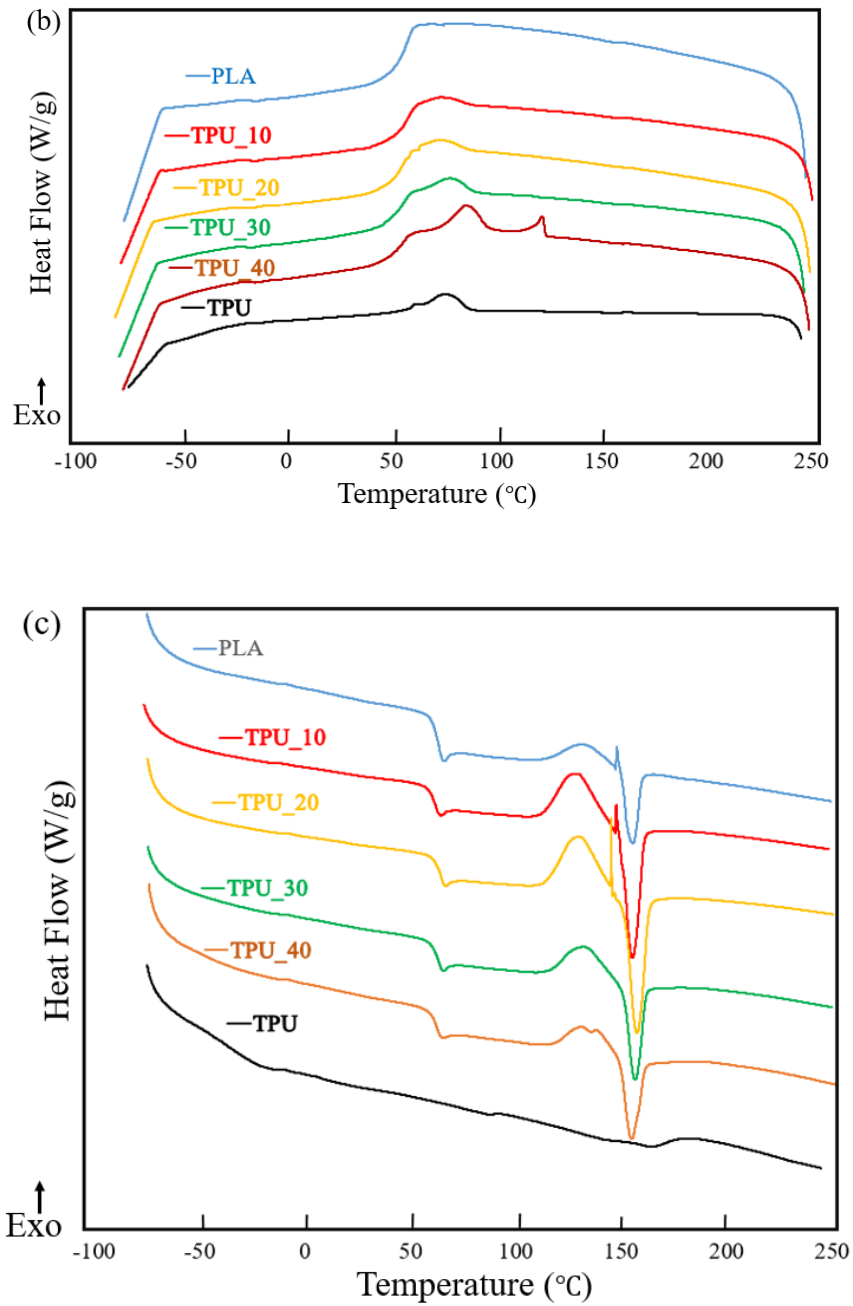 (b)
Heat Flow (W/g)
PLA
TPU_10
TPU_20
TPU_30
TPU_40
TPU
Exo
-100 -50 0 50 100 150 200 250
Temperature (℃)
(c)
Heat Flow (W/g)
PLA
TPU_10
TPU_20
TPU_30
TPU_40
TPU
Exo
-100 -50 0 50 100 150 200 250
Temperature (℃)